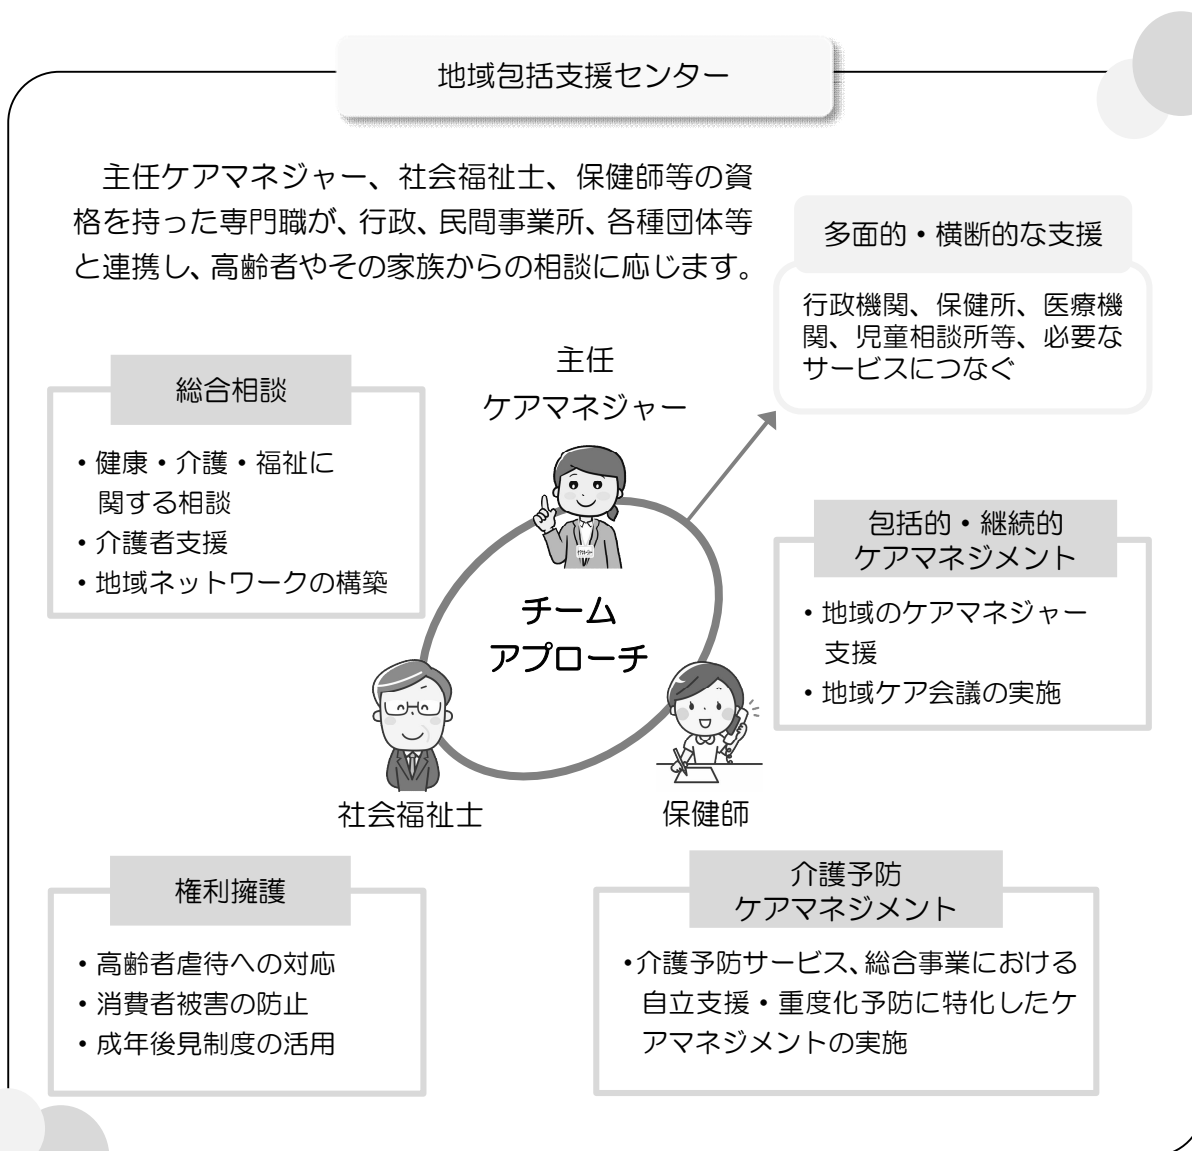 地域包括支援センター
主任ケアマネジャー、社会福祉士、保健師等の資
格を持った専門職が、行政、民間事業所、各種団体等
と連携し、高齢者やその家族からの相談に応じます。
多面的・横断的な支援
行政機関、保健所、医療機
関、児童相談所等、必要な
サービスにつなぐ
主任
ケアマネジャー
総合相談
・健康・介護・福祉に
関する相談
・介護者支援
・地域ネットワークの構築
包括的・継続的
ケアマネジメント
・地域のケアマネジャー
支援
・地域ケア会議の実施
チーム
アプローチ
社会福祉士
保健師
権利擁護
・高齢者虐待への対応
・消費者被害の防止
・成年後見制度の活用
介護予防
ケアマネジメント
・介護予防サービス、総合事業における
自立支援・重度化予防に特化したケ
アマネジメントの実施